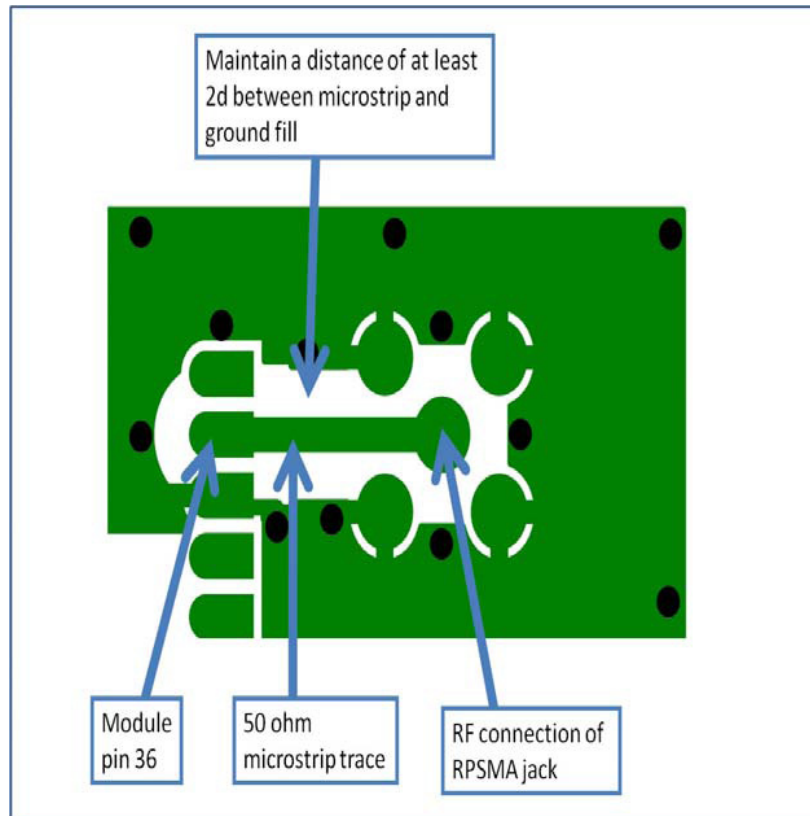 Maintain a distance of at least
2d between microstrip and
ground fill
Module
pin 36
50 ohm
microstrip trace
RF connection of
RPSMA jack